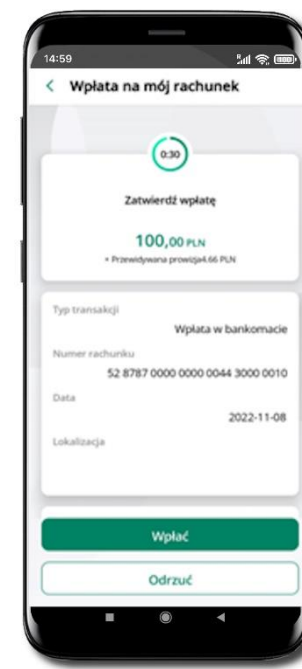 14:59
Wpłata na mój rachunek
0:30
Zatwierdź wpłatę
100,00 PLN
+ Przewidywana prowizja4.66 PLN
Typ transakcji
Wpłata w bankomacie
Numer rachunku
52 8787 0000 0000 0044 3000 0010
Data
2022-11-08
Lokalizacja
Wpłać
Odrzuć